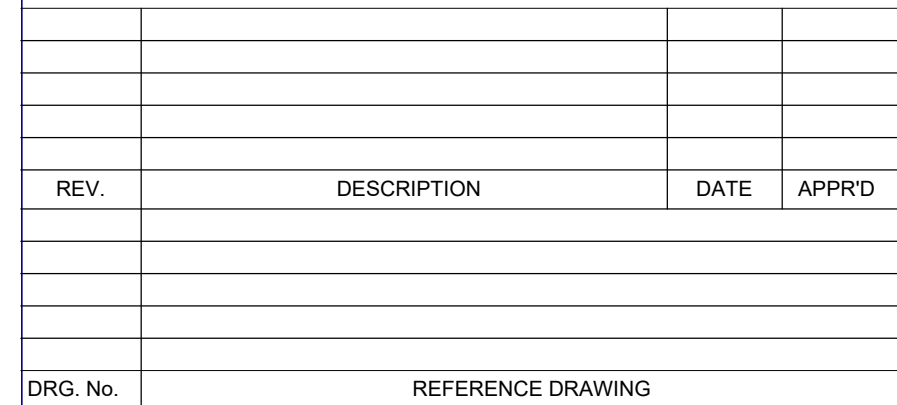 REV. DESCRIPTION DATE APPR'D
DRG. No. REFERENCE DRAWING